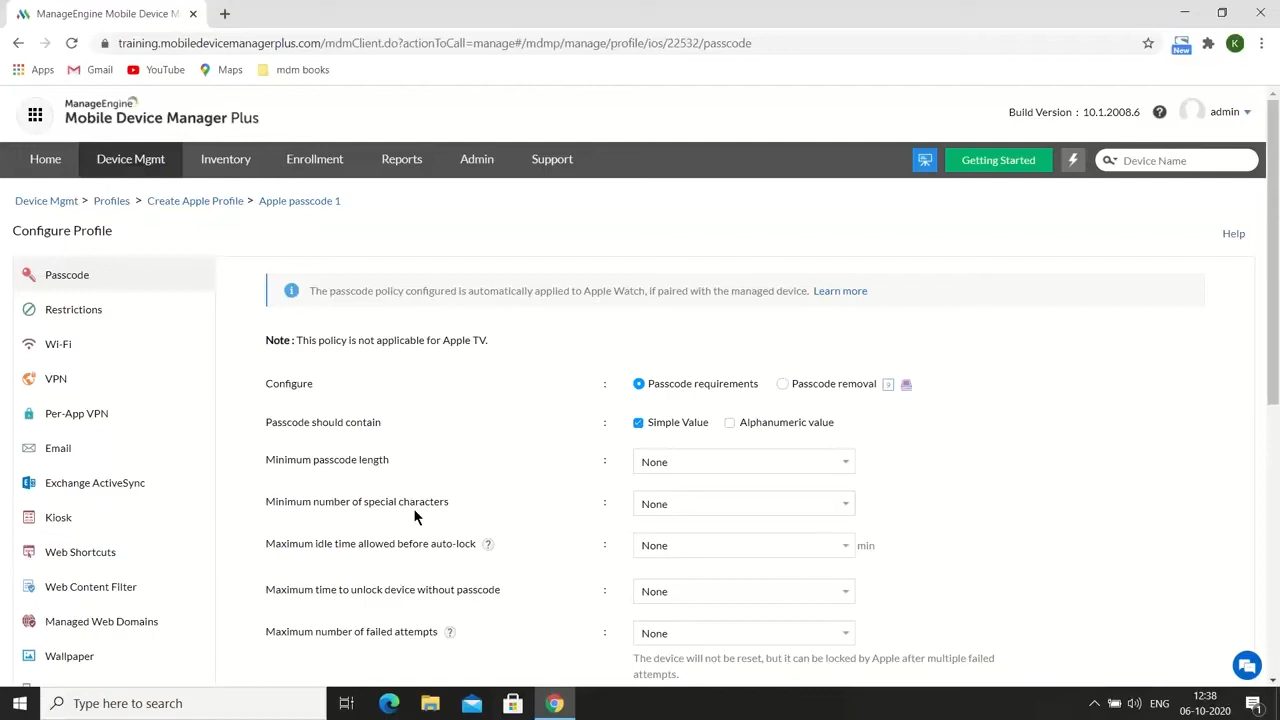 ManageEngine Mobile Device M
training.mobiledevicemanagerplus.com/mdmClient.do?actionToCall=manage#/mdmp/manage/profile/ios/22532/passcode
New
K
Apps
Gmail
YouTube
Maps
mdm books
ManageEngine
Mobile Device Manager Plus
Build Version : 10.1.2008.6
admin
Home
Device Mgmt
Inventory
Enrollment
Reports
Admin
Support
Getting Started
Device Name
Device Mgmt > Profiles > Create Apple Profile > Apple passcode 1
Configure Profile
Help
Passcode
Restrictions
Wi-Fi
VPN
Per-App VPN
Email
Exchange ActiveSync
Kiosk
Web Shortcuts
Web Content Filter
Managed Web Domains
Wallpaper
The passcode policy configured is automatically applied to Apple Watch, if paired with the managed device. Learn more
Note : This policy is not applicable for Apple TV.
Configure : Passcode requirements Passcode removal
Passcode should contain : Simple Value Alphanumeric value
Minimum passcode length : None
Minimum number of special characters : None
Maximum idle time allowed before auto-lock ? : None min
Maximum time to unlock device without passcode : None
Maximum number of failed attempts ? : None
The device will not be reset, but it can be locked by Apple after multiple failed
attempts.
Type here to search
ENG
12:38
06-10-2020
1